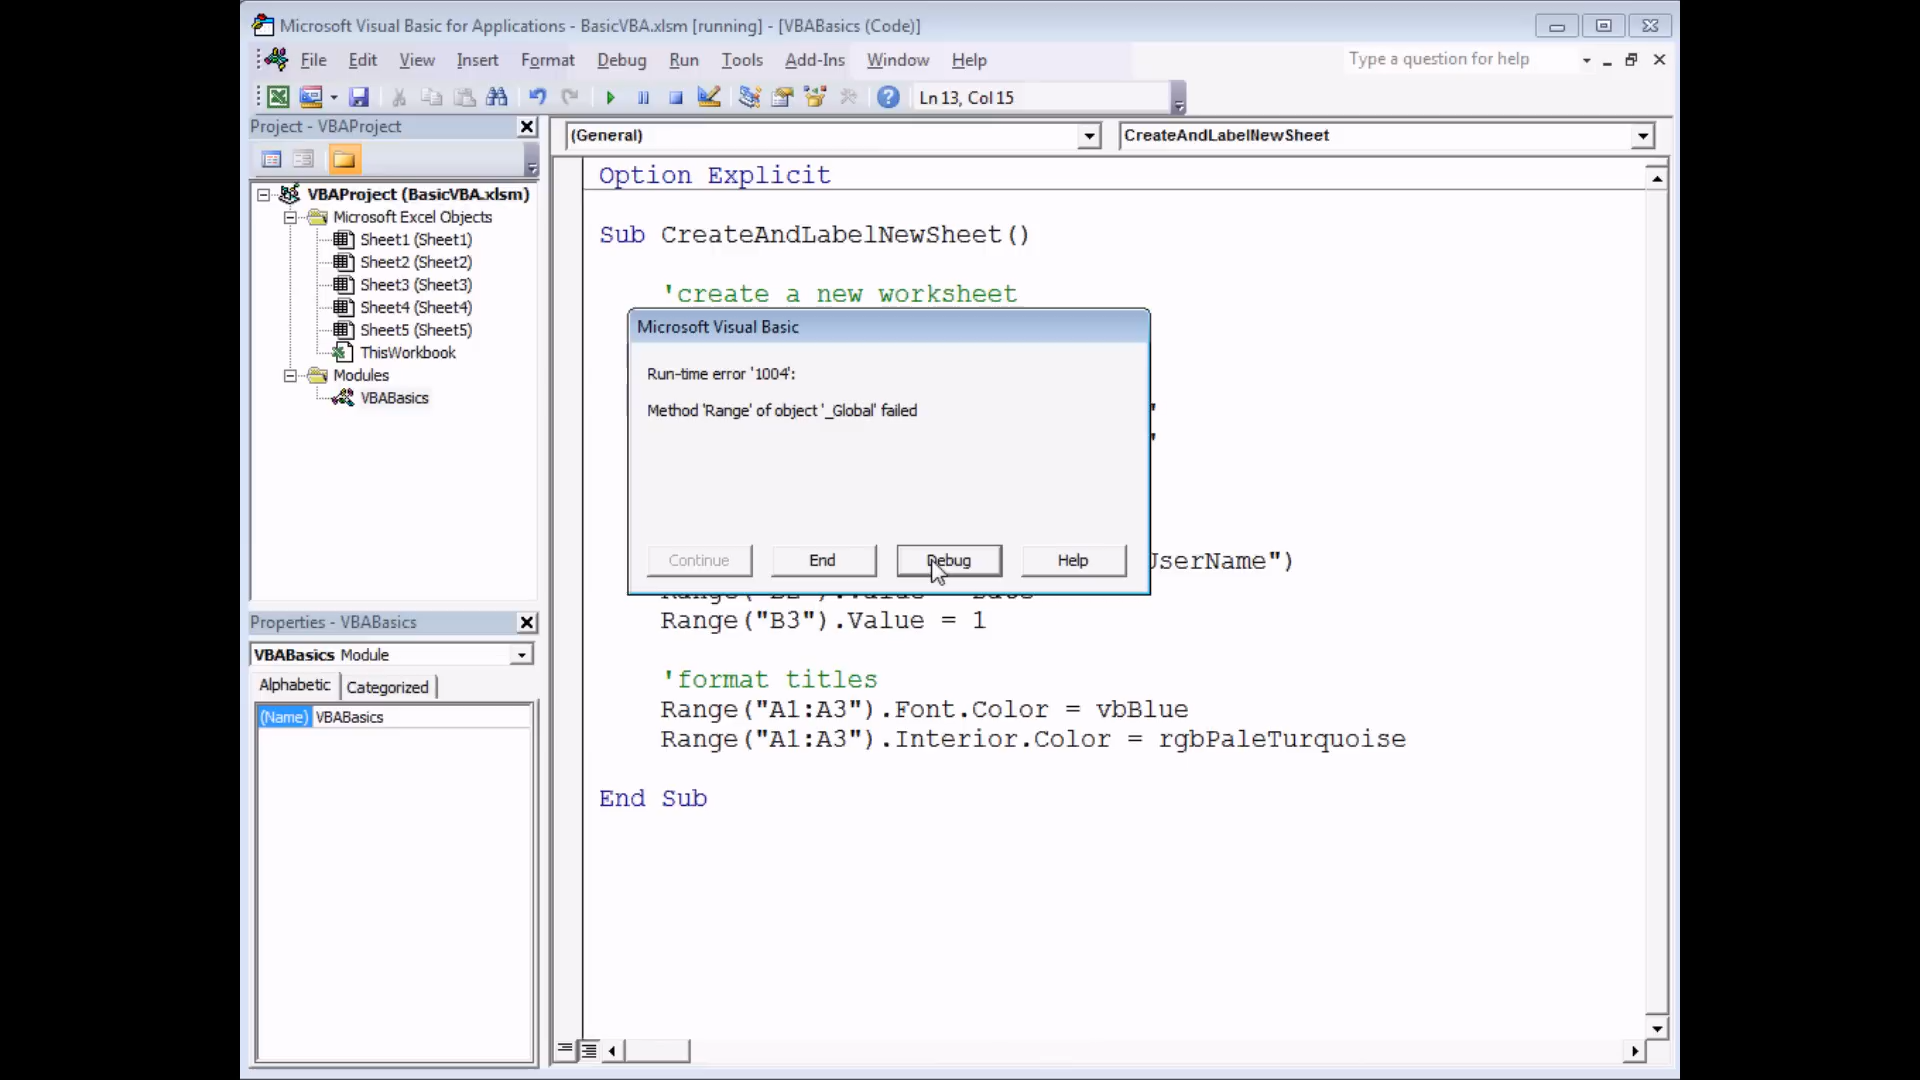 Microsoft Visual Basic for Applications - BasicVBA.xlsm [running] - [VBABasics (Code)]
File Edit View Insert Format Debug Run Tools Add-Ins Window Help Type a question for help
Ln 13, Col 15
Project - VBAProject
(General) CreateAndLabelNewSheet
VBAProject (BasicVBA.xlsm)
Microsoft Excel Objects
Sheet1 (Sheet1)
Sheet2 (Sheet2)
Sheet3 (Sheet3)
Sheet4 (Sheet4)
Sheet5 (Sheet5)
ThisWorkbook
Modules
VBABasics
Properties - VBABasics
VBABasics Module
Alphabetic Categorized
(Name) VBABasics
Option Explicit
Sub CreateAndLabelNewSheet()
'create a new worksheet
Microsoft Visual Basic
Run-time error '1004':
Method 'Range' of object '_Global' failed
Continue End Debug Help
UserName")
Range("B3").Value = 1
'format titles
Range("A1:A3").Font.Color = vbBlue
Range("A1:A3").Interior.Color = rgbPaleTurquoise
End Sub